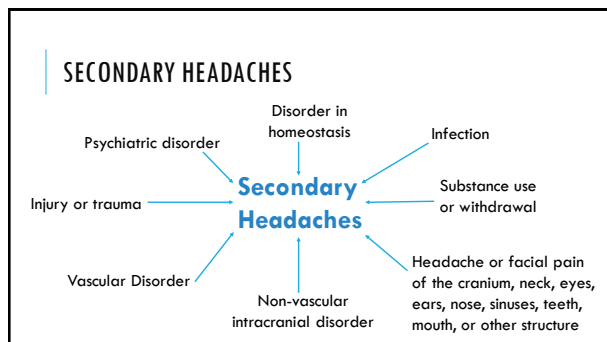 SECONDARY HEADACHES
Disorder in
homeostasis
Psychiatric disorder
Infection
Secondary
Headaches
Injury or trauma
Substance use
or withdrawal
Vascular Disorder
Non-vascular
intracranial disorder
Headache or facial pain
of the cranium, neck, eyes,
ears, nose, sinuses, teeth,
mouth, or other structure